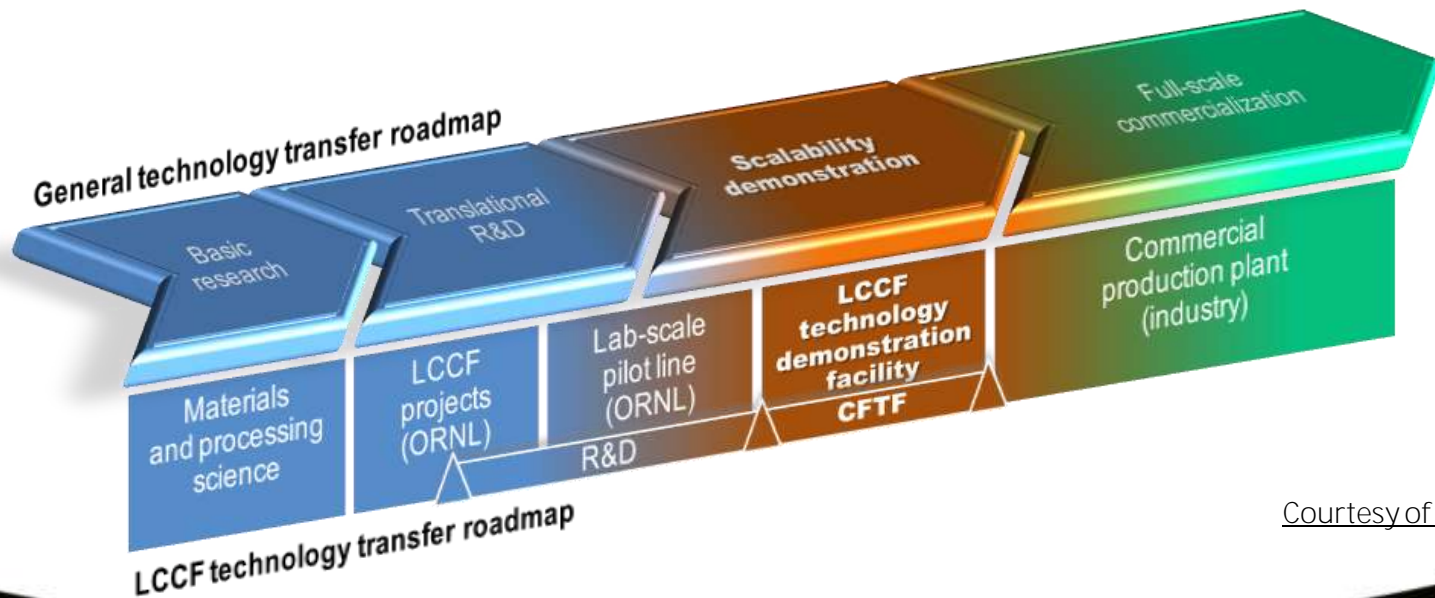 General technology transfer roadmap
Basic
research
Translational
R&D
Scalability
demonstration
Full-scale
commercialization
Materials
and processing
science
LCCF
projects
(ORNL)
Lab-scale
pilot line
(ORNL)
LCCF
technology
demonstration
facility
Commercial
production plant
(industry)
R&D
CFTF
LCCF technology transfer roadmap
Courtesy of